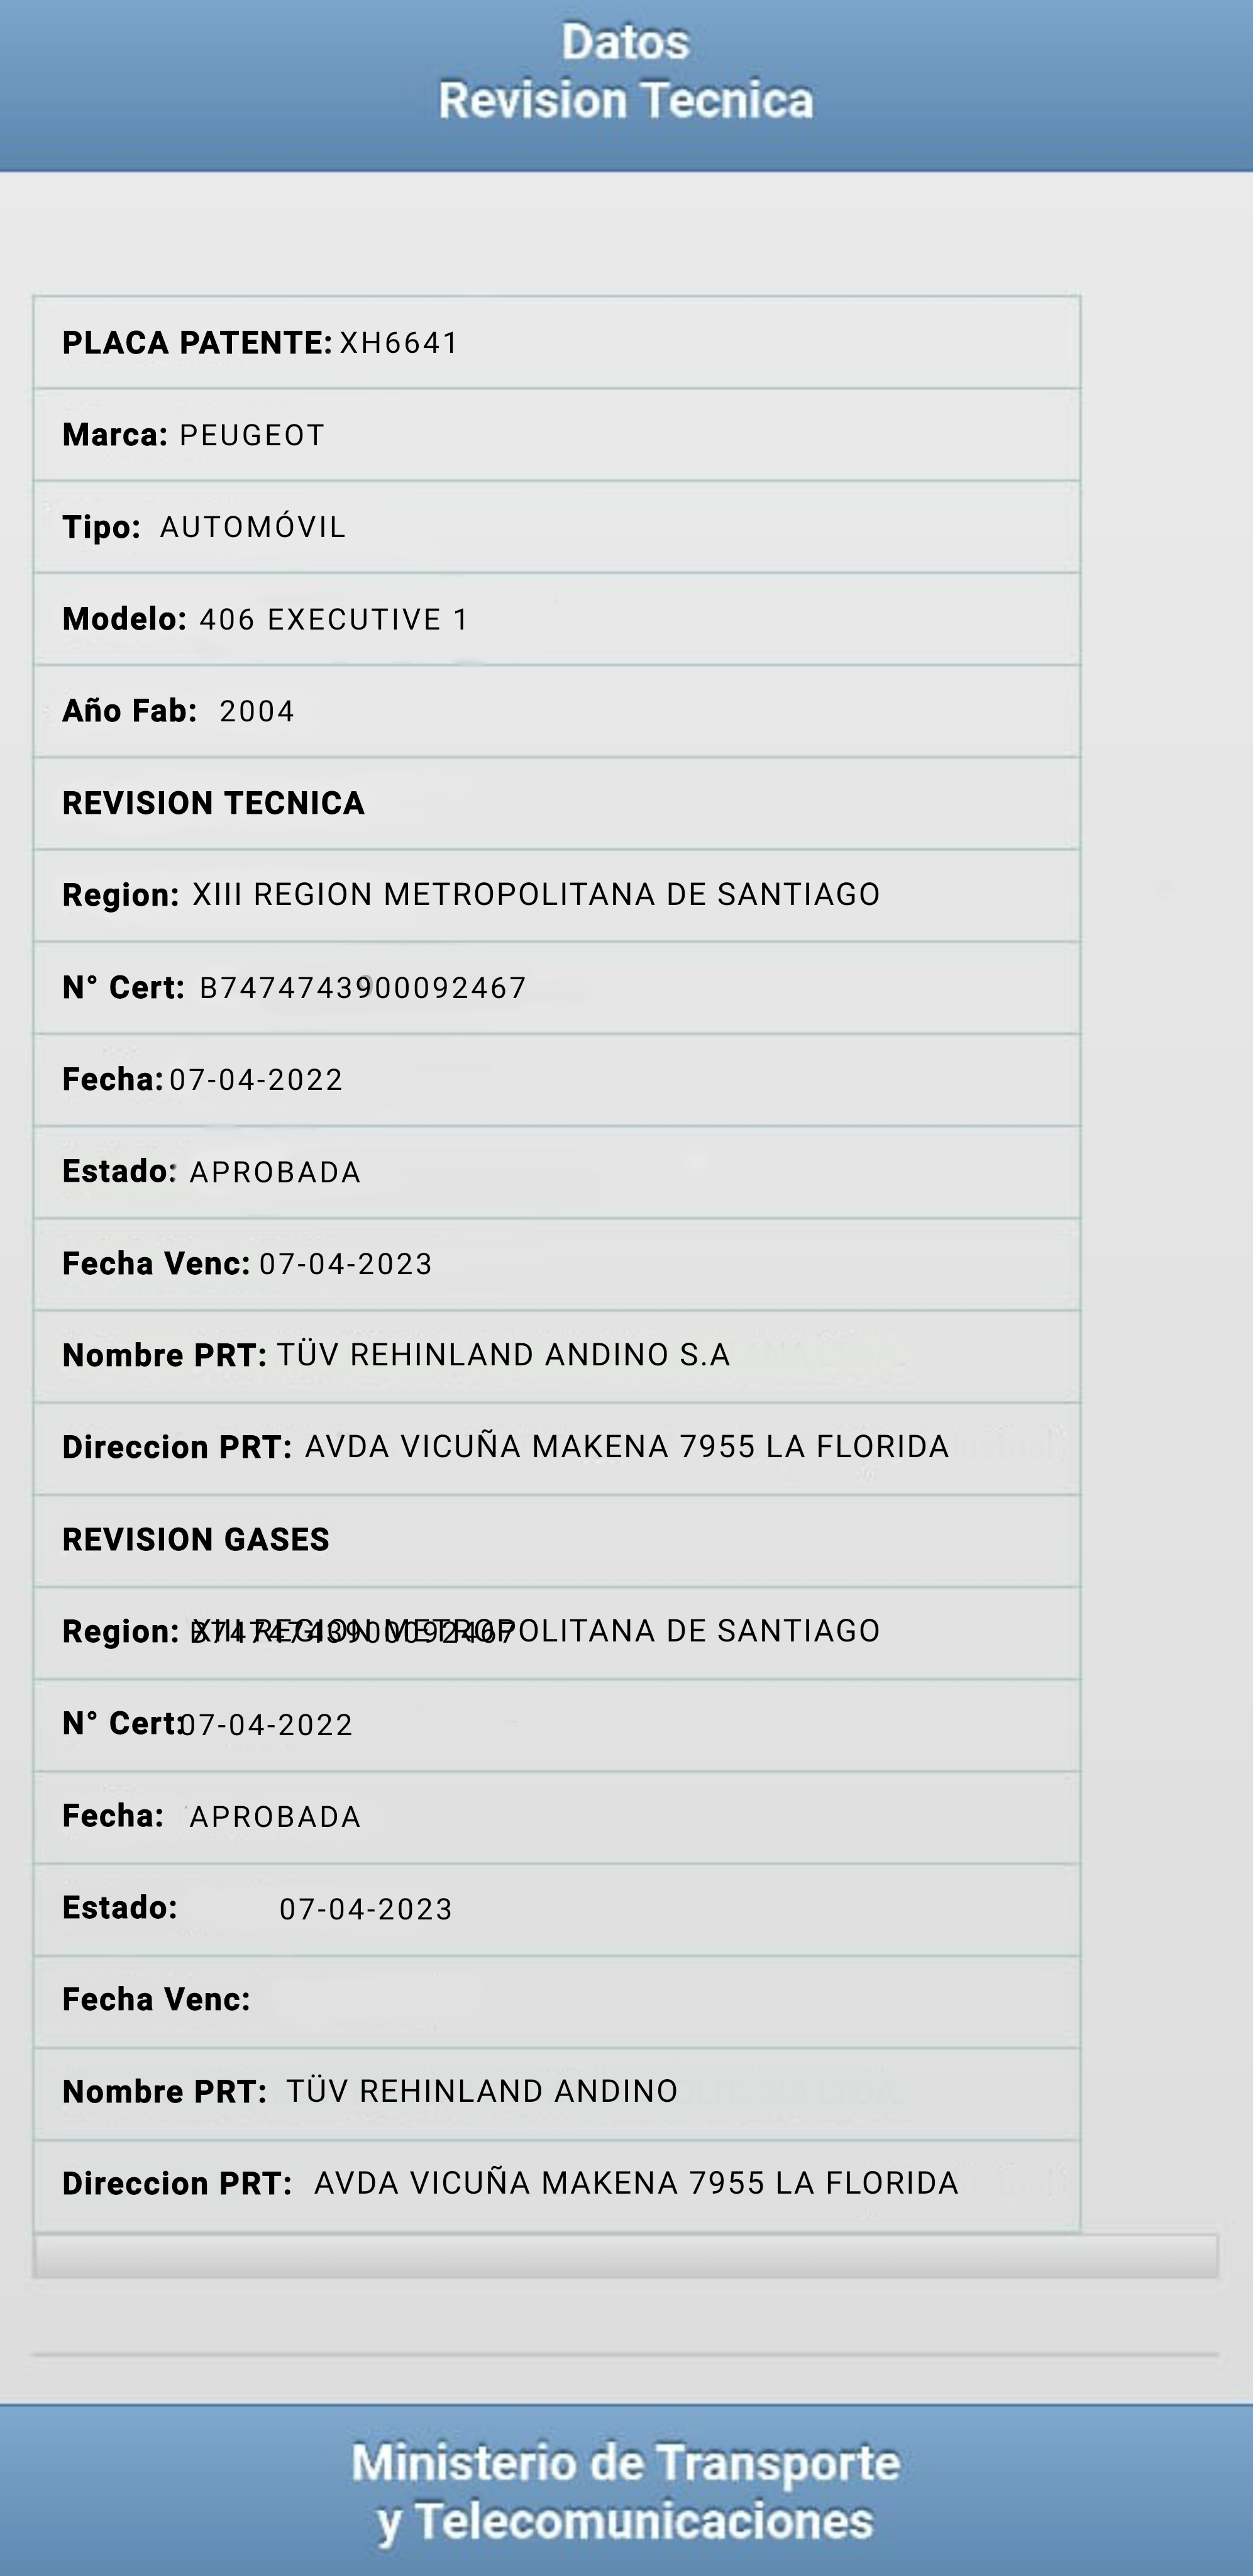 Datos
Revision Tecnica
PLACA PATENTE: XH6641
Marca: PEUGEOT
Tipo: AUTOMÓVIL
Modelo: 406 EXECUTIVE 1
Año Fab: 2004
REVISION TECNICA
Region: XIII REGION METROPOLITANA DE SANTIAGO
N° Cert: B7474743900092467
Fecha: 07-04-2022
Estado: APROBADA
Fecha Venc: 07-04-2023
Nombre PRT: TÜV REHINLAND ANDINO S.A
Direccion PRT: AVDA VICUÑA MAKENA 7955 LA FLORIDA
REVISION GASES
Region: XIII REGION METROPOLITANA DE SANTIAGO
B7474743900092467
N° Cert: 07-04-2022
Fecha: APROBADA
Estado: 07-04-2023
Fecha Venc:
Nombre PRT: TÜV REHINLAND ANDINO
Direccion PRT: AVDA VICUÑA MAKENA 7955 LA FLORIDA
Ministerio de Transporte
y Telecomunicaciones